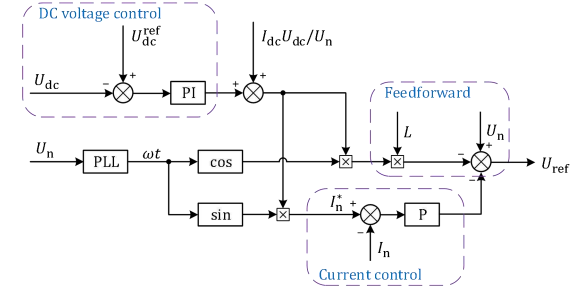 DC voltage control
U_dc^ref
I_dc U_dc/U_n
U_dc
−
+
PI
+
+
Feedforward
L
U_n
U_n
PLL
ωt
cos
−
+
U_ref
−
sin
I_n^*
+
P
−
I_n
Current control